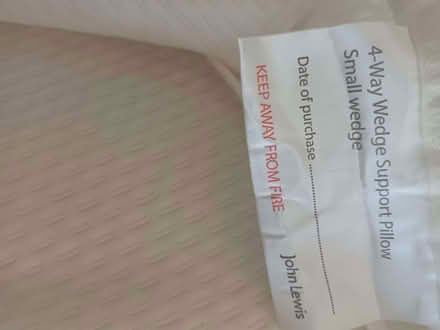 4-Way Wedge Support Pillow
Small wedge
Date of purchase ................................................
KEEP AWAY FROM FIRE
John Lewis